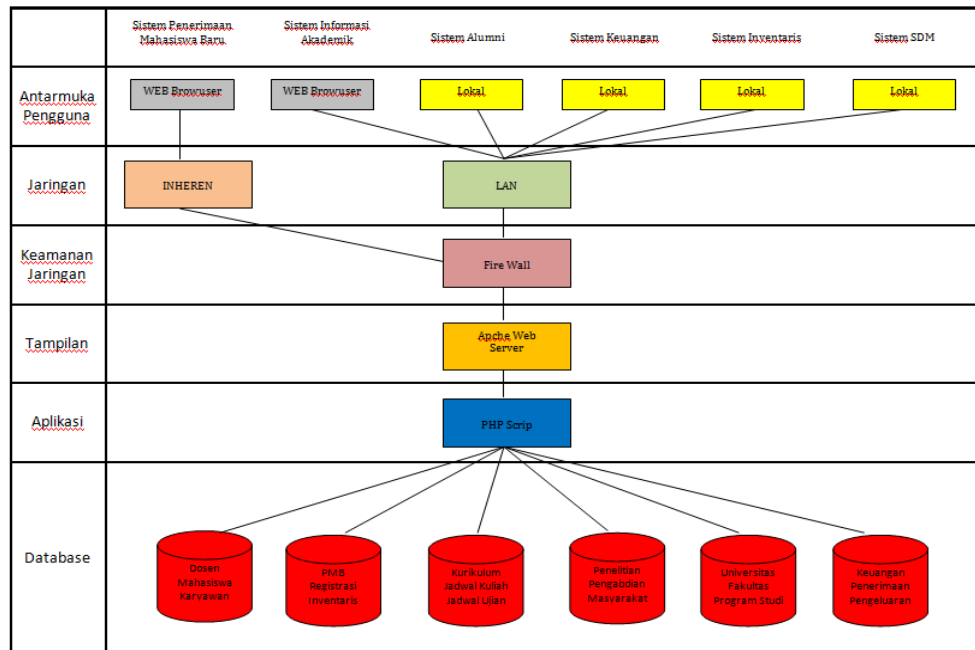 Sistem Penerimaan
Mahasiswa Baru
Sistem Informasi
Akademik
Sistem Alumni
Sistem Keuangan
Sistem Inventaris
Sistem SDM
Antarmuka
Pengguna
WEB Browuser
WEB Browuser
Lokal
Lokal
Lokal
Lokal
Jaringan
INHEREN
LAN
Keamanan
Jaringan
Fire Wall
Tampilan
Apche Web
Server
Aplikasi
PHP Scrip
Database
Dosen
Mahasiswa
Karyawan
PMB
Registrasi
Inventaris
Kurikulum
Jadwal Kuliah
Jadwal Ujian
Penelitian
Pengabdian
Masyarakat
Universitas
Fakultas
Program Studi
Keuangan
Penerimaan
Pengeluaran